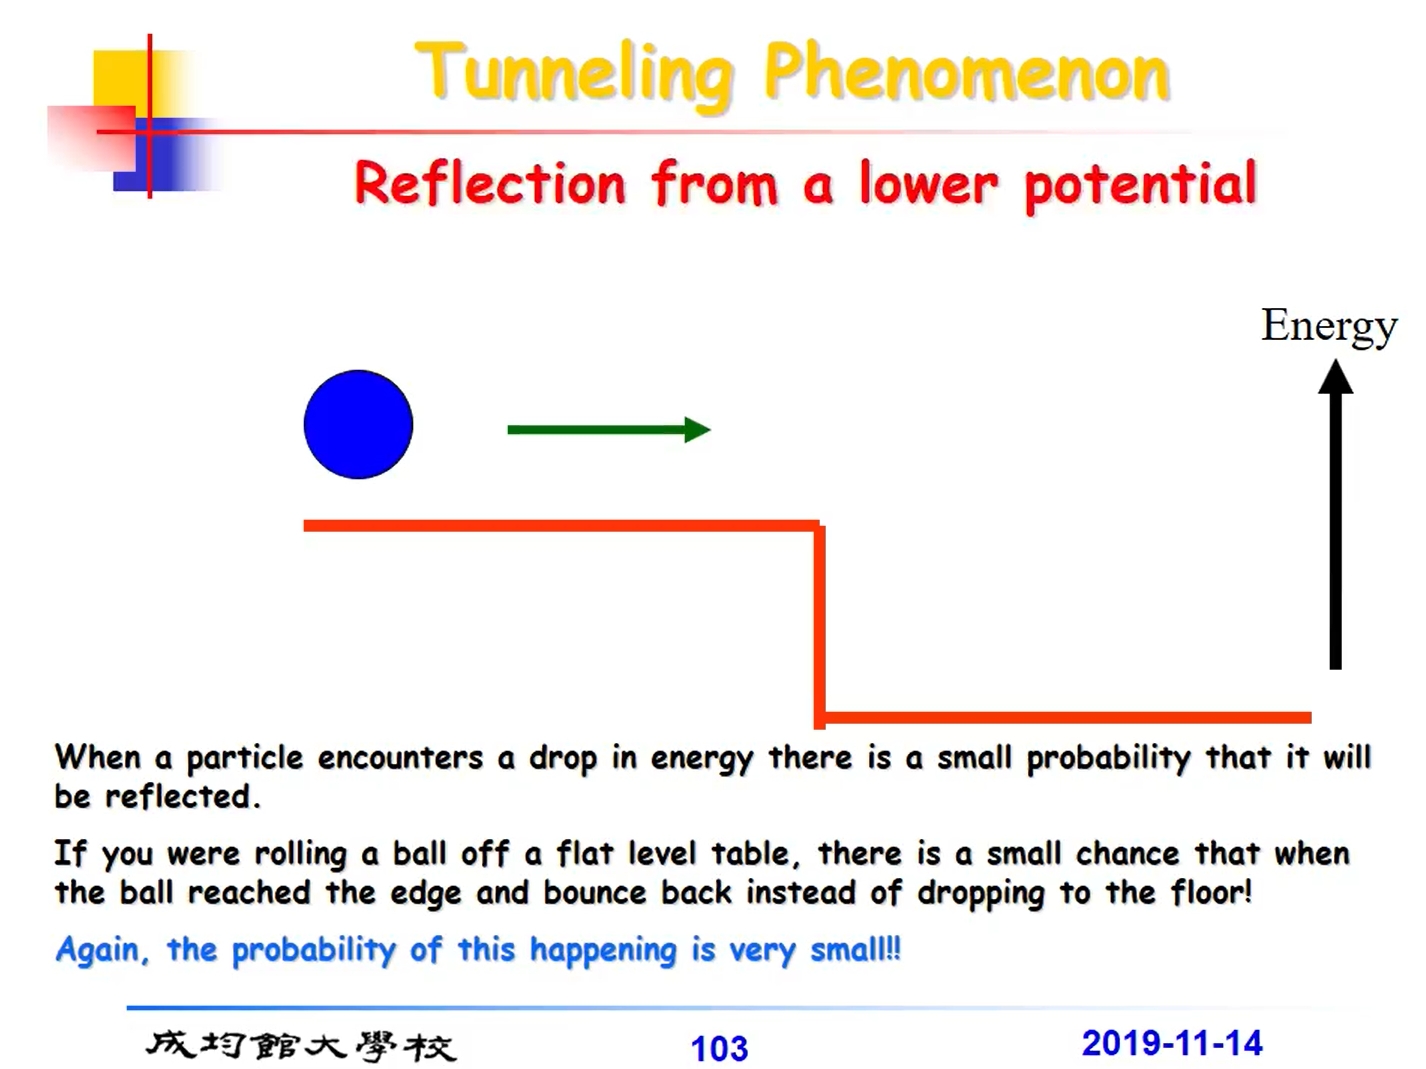 Tunneling Phenomenon
Reflection from a lower potential
Energy
When a particle encounters a drop in energy there is a small probability that it will
be reflected.
If you were rolling a ball off a flat level table, there is a small chance that when
the ball reached the edge and bounce back instead of dropping to the floor!
Again, the probability of this happening is very small!!
成均館大學校
103
2019-11-14